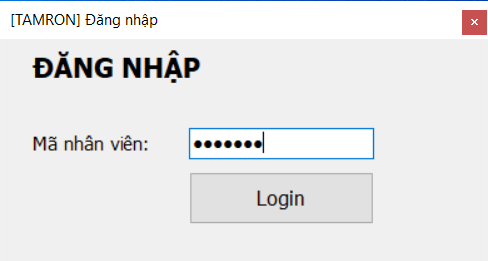 [TAMRON] Đăng nhập
ĐĂNG NHẬP
Mã nhân viên: •••••••
Login